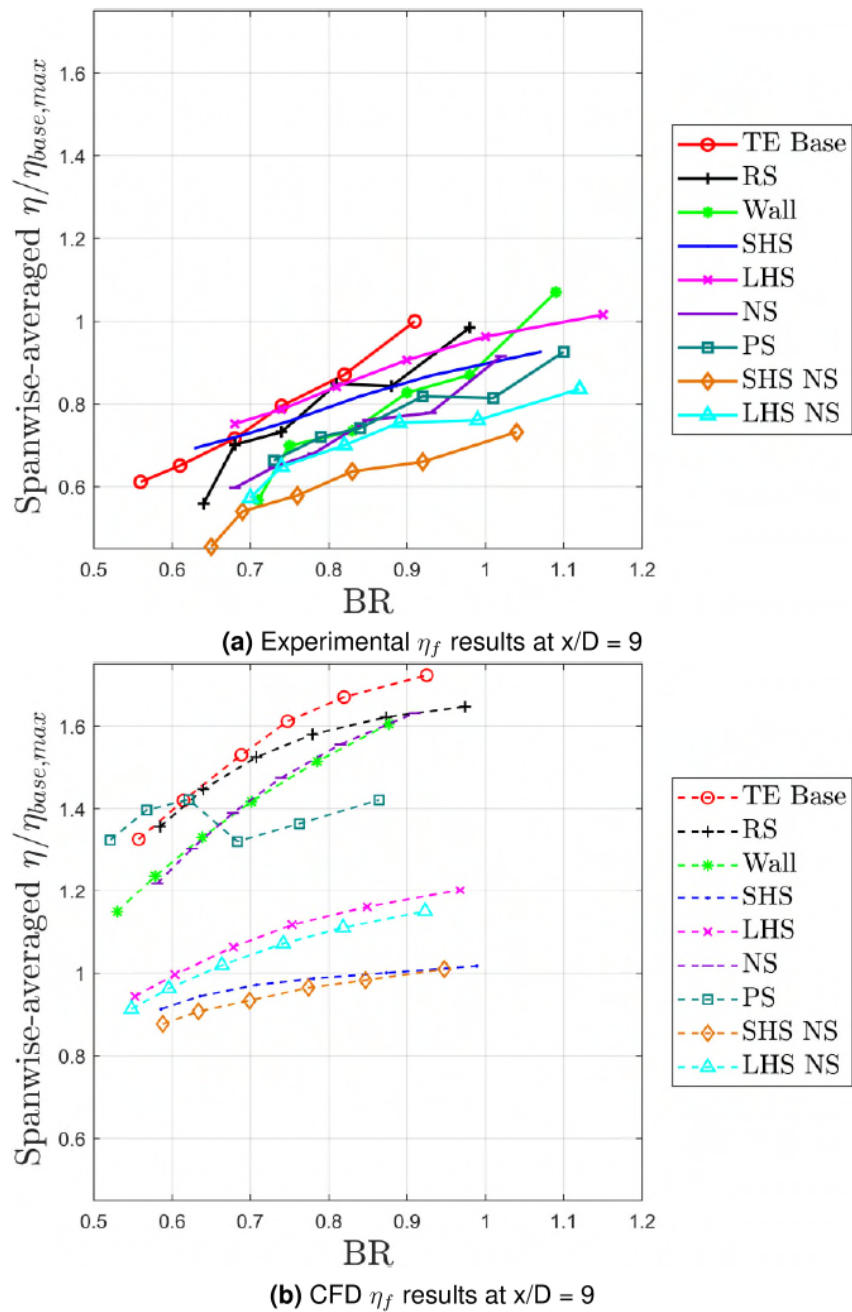 1.6
1.4
1.2
1
0.8
0.6
0.5 0.6 0.7 0.8 0.9 1 1.1 1.2
Spanwise-averaged η/η_{base,max}
BR
TE Base
RS
Wall
SHS
LHS
NS
PS
SHS NS
LHS NS
(a) Experimental η_f results at x/D = 9
1.6
1.4
1.2
1
0.8
0.6
0.5 0.6 0.7 0.8 0.9 1 1.1 1.2
Spanwise-averaged η/η_{base,max}
BR
TE Base
RS
Wall
SHS
LHS
NS
PS
SHS NS
LHS NS
(b) CFD η_f results at x/D = 9